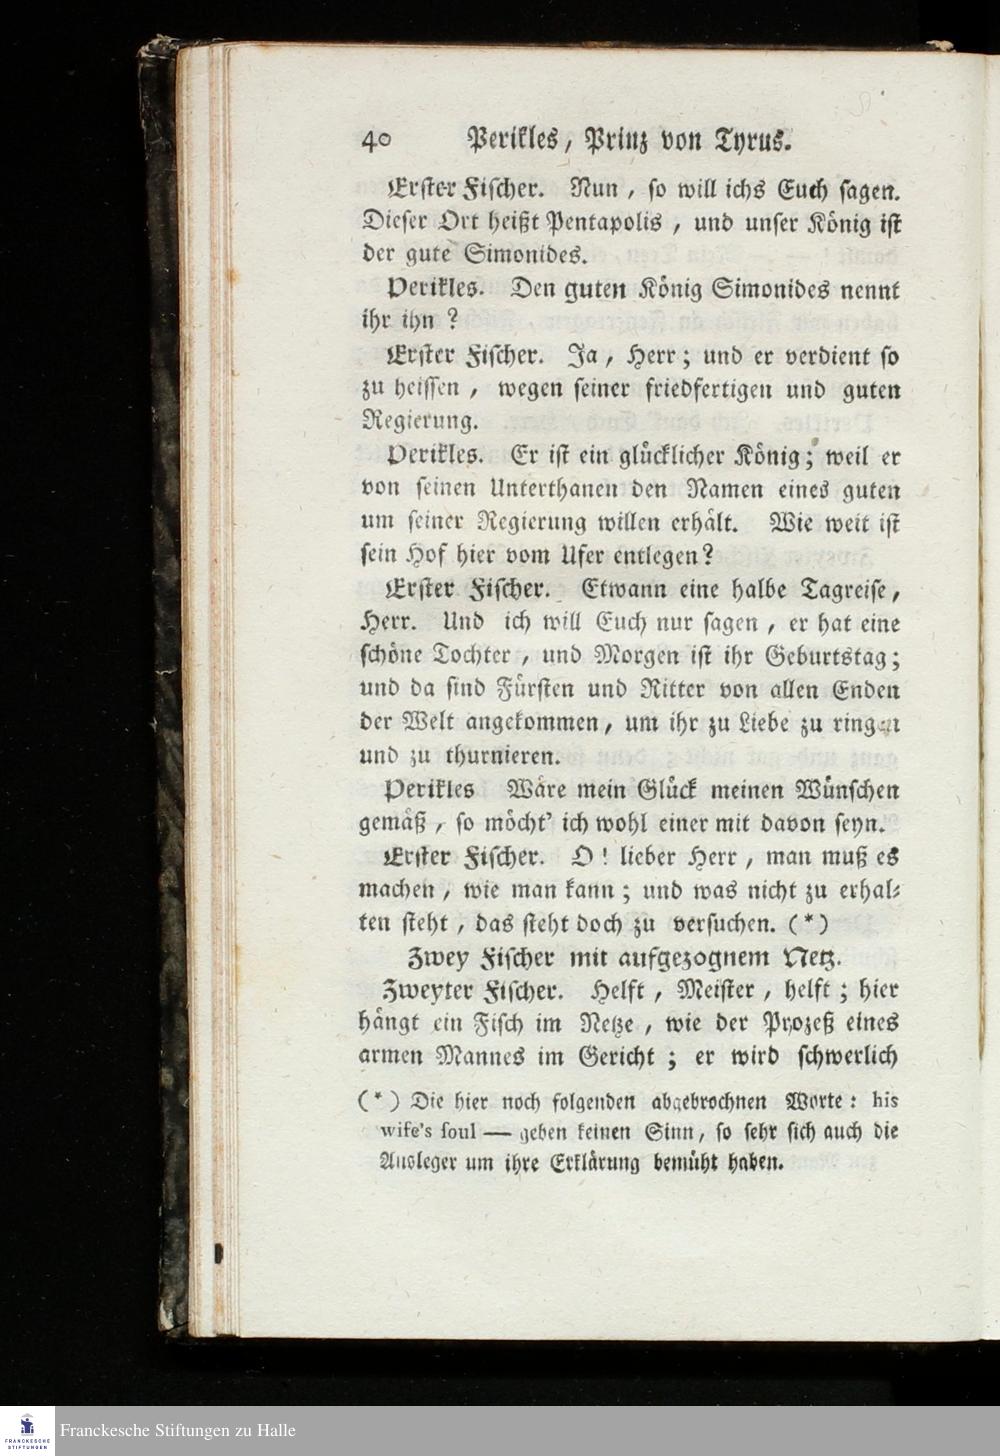 40 Perikles, Prinz von Tyrus.
Erster Fischer. Nun, so will ichs Euch sagen.
Dieser Ort heißt Pentapolis, und unser König ist
der gute Simonides.
Perikles. Den guten König Simonides nennt
ihr ihn?
Erster Fischer. Ja, Herr; und er verdient so
zu heissen, wegen seiner friedfertigen und guten
Regierung.
Perikles. Er ist ein glücklicher König; weil er
von seinen Unterthanen den Namen eines guten
um seiner Regierung willen erhält. Wie weit ist
sein Hof hier vom Ufer entlegen?
Erster Fischer. Etwann eine halbe Tagreise,
Herr. Und ich will Euch nur sagen, er hat eine
schöne Tochter, und Morgen ist ihr Geburtstag;
und da sind Fürsten und Ritter von allen Enden
der Welt angekommen, um ihr zu Liebe zu ringen
und zu thurnieren.
Perikles Wäre mein Glück meinen Wünschen
gemäß, so möcht' ich wohl einer mit davon seyn.
Erster Fischer. O! lieber Herr, man muß es
machen, wie man kann; und was nicht zu erhal-
ten steht, das steht doch zu versuchen. (*)
Zwey Fischer mit aufgezognem Netz.
Zweyter Fischer. Helft, Meister, helft; hier
hängt ein Fisch im Netze, wie der Prozeß eines
armen Mannes im Gericht; er wird schwerlich
(*) Die hier noch folgenden abgebrochnen Worte: his
wife's soul — geben keinen Sinn, so sehr sich auch die
Ausleger um ihre Erklärung bemüht haben.
FRANCKESCHE
STIFTUNGEN
Franckesche Stiftungen zu Halle